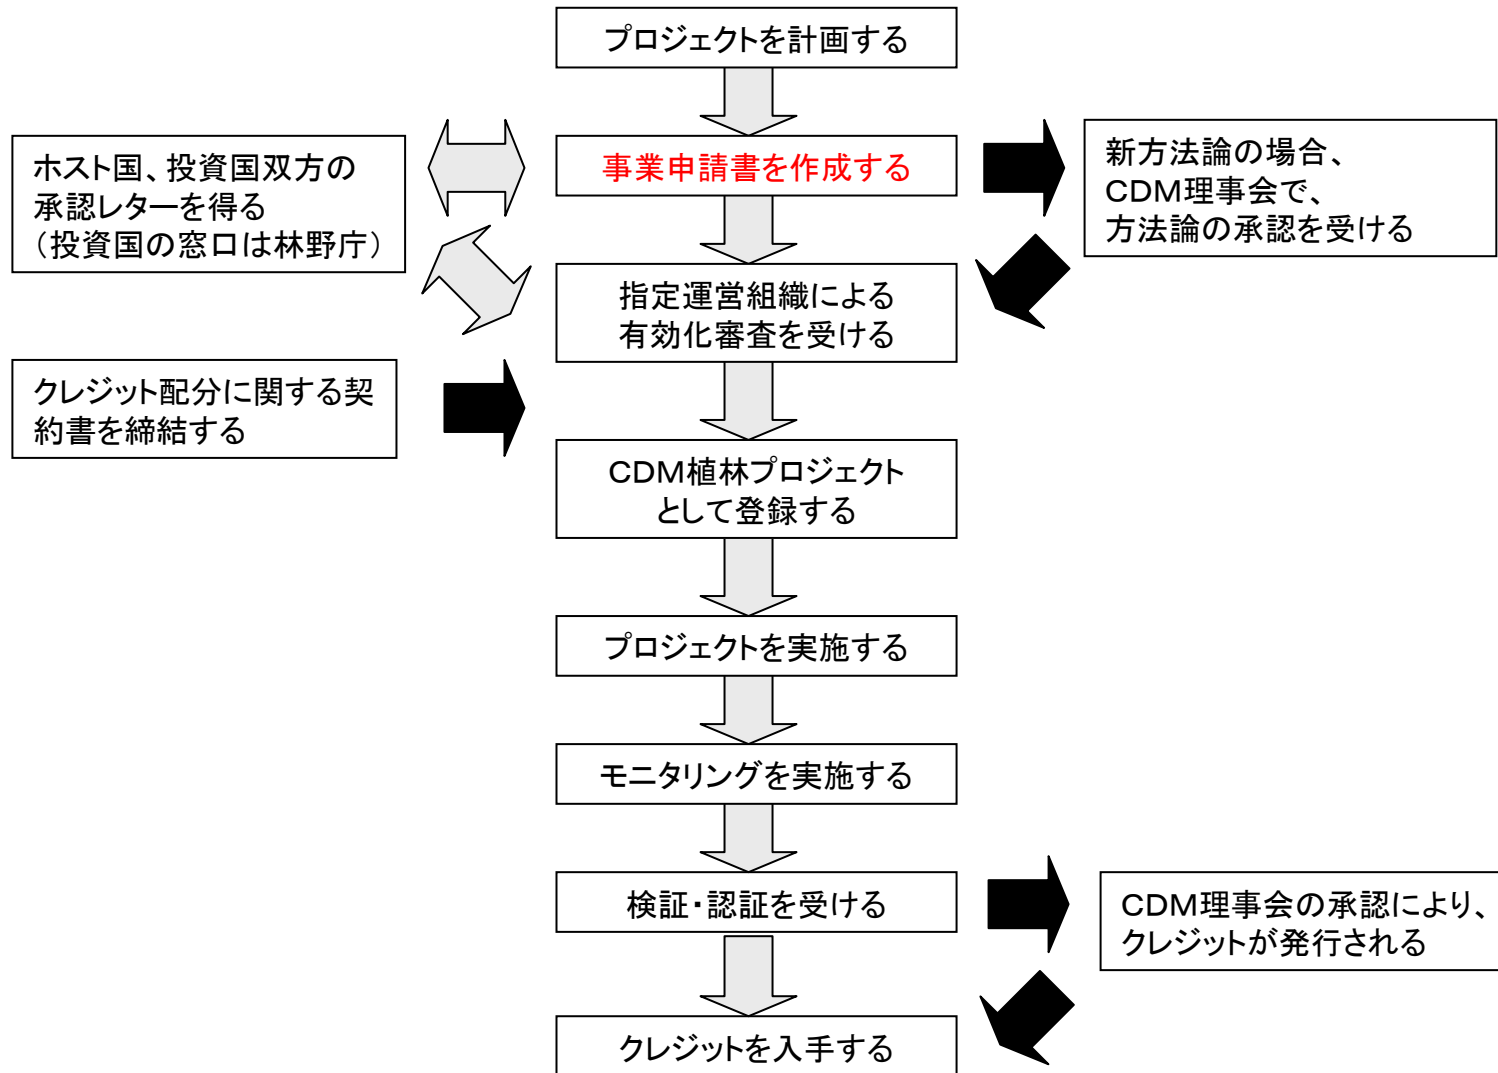 プロジェクトを計画する
ホスト国、投資国双方の
承認レターを得る
（投資国の窓口は林野庁）
事業申請書を作成する
新方法論の場合、
CDM理事会で、
方法論の承認を受ける
指定運営組織による
有効化審査を受ける
クレジット配分に関する契
約書を締結する
CDM植林プロジェクト
として登録する
プロジェクトを実施する
モニタリングを実施する
検証・認証を受ける
CDM理事会の承認により、
クレジットが発行される
クレジットを入手する